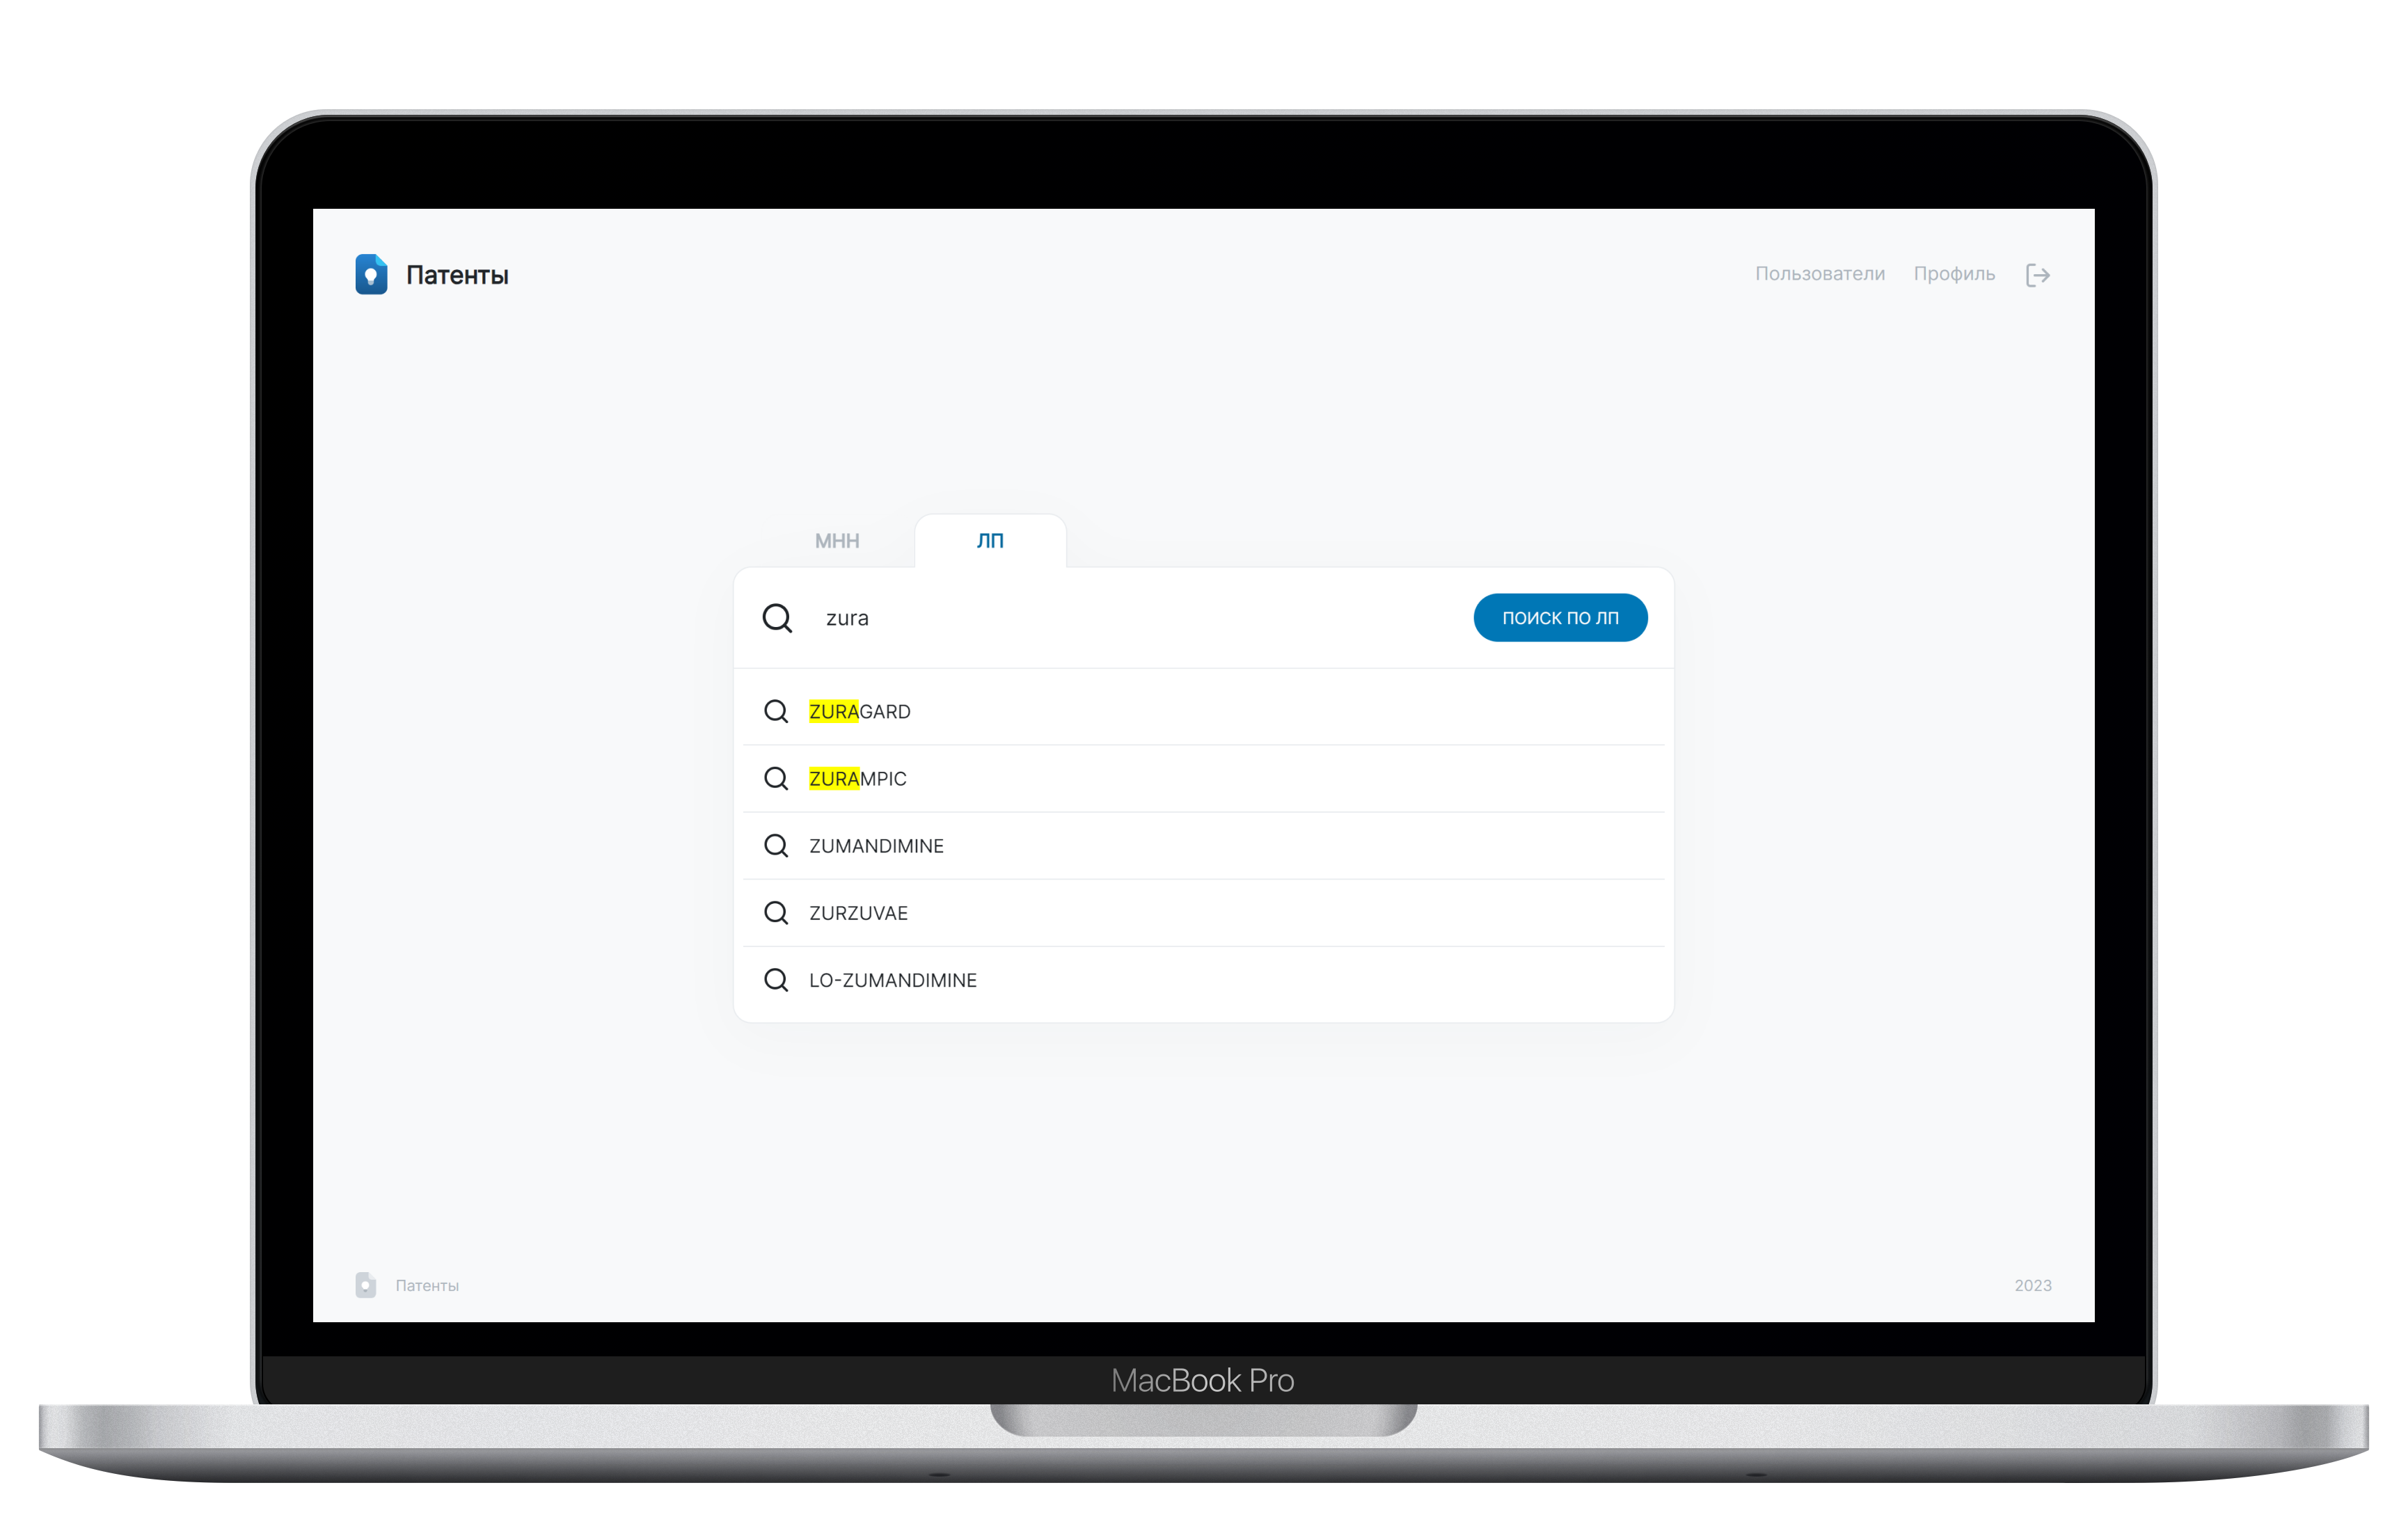 Патенты
Пользователи Профиль
МНН ЛП
zura ПОИСК ПО ЛП
ZURAGARD
ZURAMPIC
ZUMANDIMINE
ZURZUVAE
LO-ZUMANDIMINE
Патенты 2023
MacBook Pro